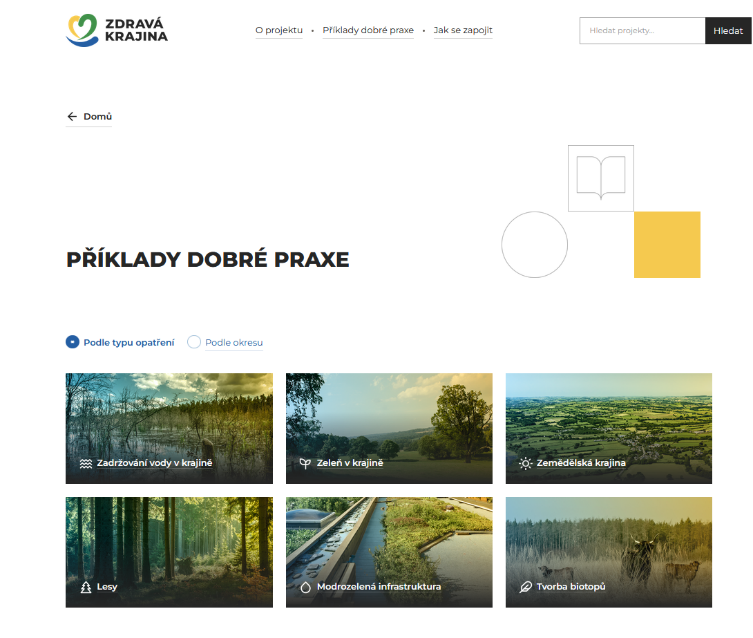 ZDRAVÁ
KRAJINA
O projektu • Příklady dobré praxe • Jak se zapojit
Hledat projekty...
Hledat
Domů
PŘÍKLADY DOBRÉ PRAXE
Podle typu opatření
Podle okresu
Zadržování vody v krajině
Zeleň v krajině
Zemědělská krajina
Lesy
Modrozelená infrastruktura
Tvorba biotopů